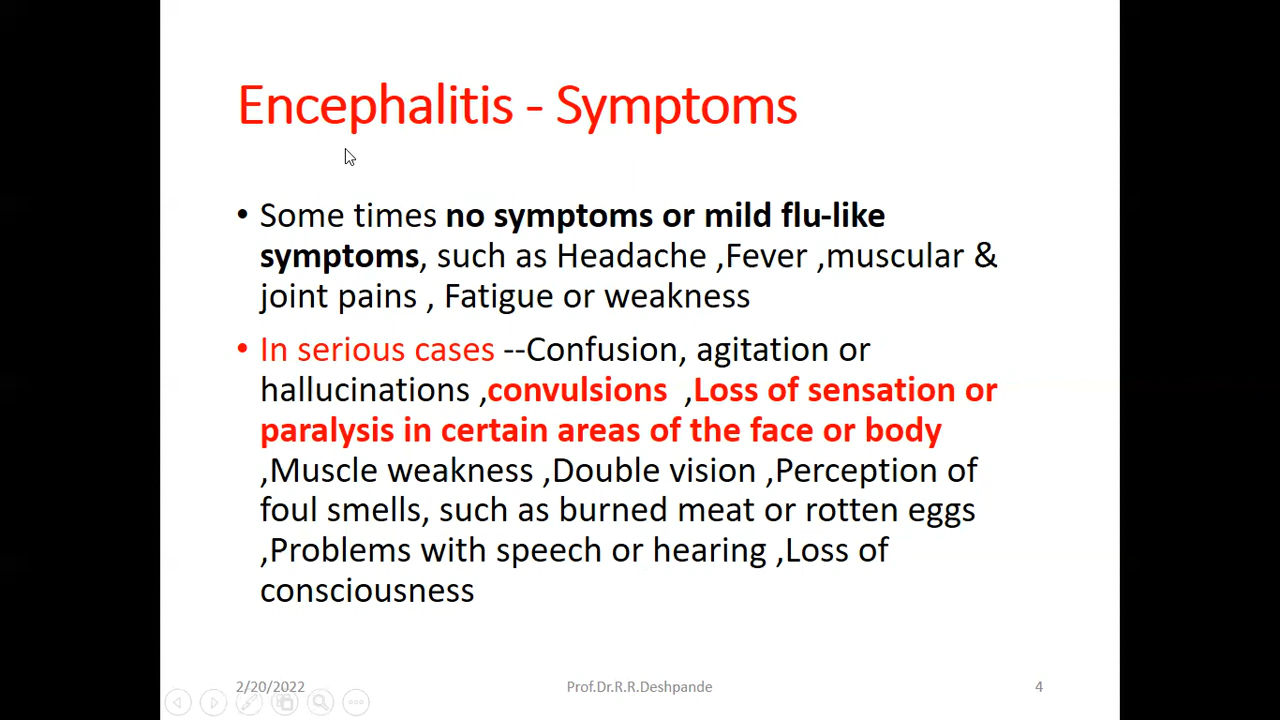 Encephalitis - Symptoms
• Some times no symptoms or mild flu-like
symptoms, such as Headache ,Fever ,muscular &
joint pains , Fatigue or weakness
• In serious cases --Confusion, agitation or
hallucinations ,convulsions ,Loss of sensation or
paralysis in certain areas of the face or body
,Muscle weakness ,Double vision ,Perception of
foul smells, such as burned meat or rotten eggs
,Problems with speech or hearing ,Loss of
consciousness
2/20/2022 Prof.Dr.R.R.Deshpande 4